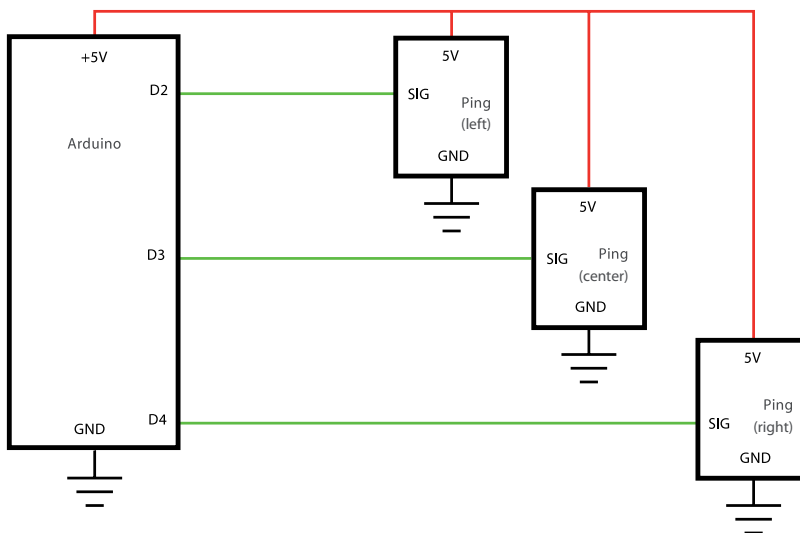 +5V
D2
Arduino
D3
D4
GND
5V
SIG
Ping
(left)
GND
5V
SIG
Ping
(center)
GND
5V
SIG
Ping
(right)
GND